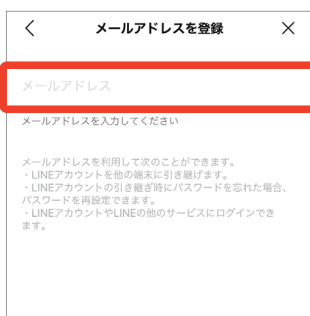 メールアドレスを登録
メールアドレス
メールアドレスを入力してください
メールアドレスを利用して次のことができます。
・LINEアカウントを他の端末に引き継げます。
・LINEアカウントの引き継ぎ時にパスワードを忘れた場合、
パスワードを再設定できます。
・LINEアカウントやLINEの他のサービスにログインでき
ます。